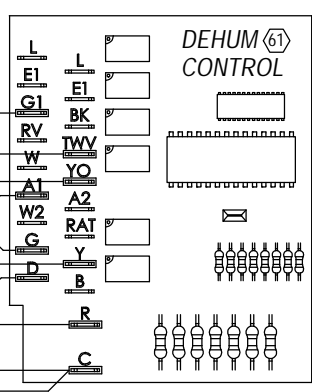 DEHUM 61
CONTROL
L
E1
G1
RV
W
A1
W2
G
D
L
E1
BK
TWV
YO
A2
RAT
Y
B
R
C